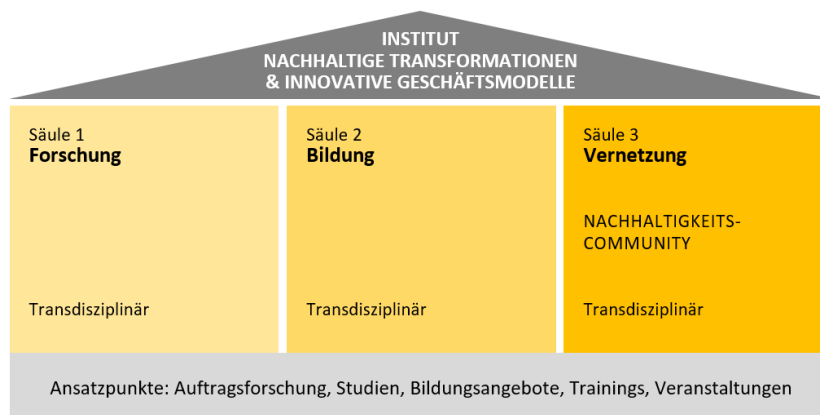 INSTITUT
NACHHALTIGE TRANSFORMATIONEN
& INNOVATIVE GESCHÄFTSMODELLE
Säule 1
Forschung
Transdisziplinär
Säule 2
Bildung
Transdisziplinär
Säule 3
Vernetzung
NACHHALTIGKEITS-
COMMUNITY
Transdisziplinär
Ansatzpunkte: Auftragsforschung, Studien, Bildungsangebote, Trainings, Veranstaltungen